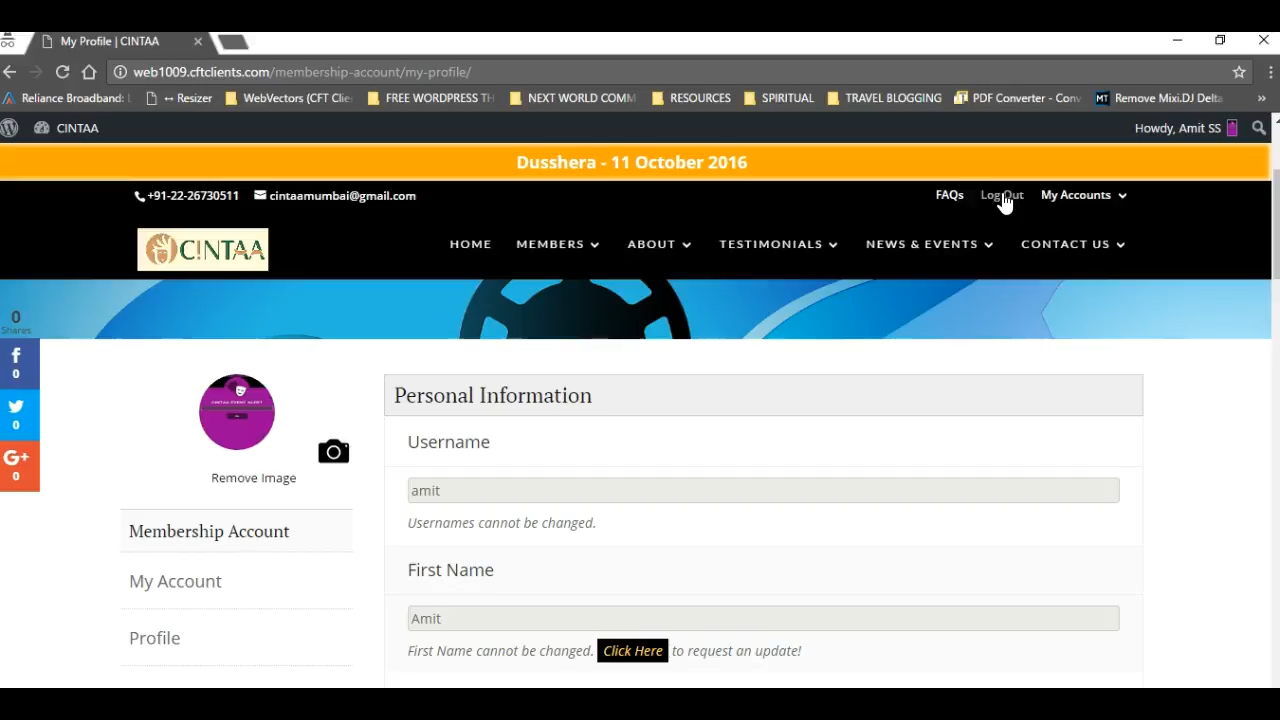 My Profile | CINTAA
web1009.cftclients.com/membership-account/my-profile/
Reliance Broadband: L
↔ Resizer
WebVectors (CFT Clie
FREE WORDPRESS TH
NEXT WORLD COMM
RESOURCES
SPIRITUAL
TRAVEL BLOGGING
PDF Converter - Conv
MT Remove Mixi.DJ Delta
»
CINTAA
Howdy, Amit SS
Dusshera - 11 October 2016
+91-22-26730511
cintaamumbai@gmail.com
FAQs
Log Out
My Accounts
C!NTAA
HOME
MEMBERS
ABOUT
TESTIMONIALS
NEWS & EVENTS
CONTACT US
0
Shares
f
0
0
G+
0
CINTAA EVENT ALERT
Remove Image
Membership Account
My Account
Profile
Personal Information
Username
amit
Usernames cannot be changed.
First Name
Amit
First Name cannot be changed. Click Here to request an update!